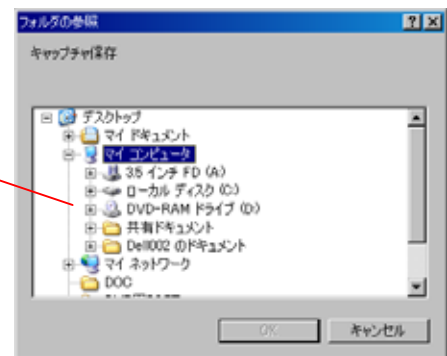 フォルダの参照
キャプチャ保存
デスクトップ
マイ ドキュメント
マイ コンピュータ
3.5 インチ FD (A:)
ローカル ディスク (C:)
DVD-RAM ドライブ (D:)
共有ドキュメント
Dell002 のドキュメント
マイ ネットワーク
DOC
OK
キャンセル